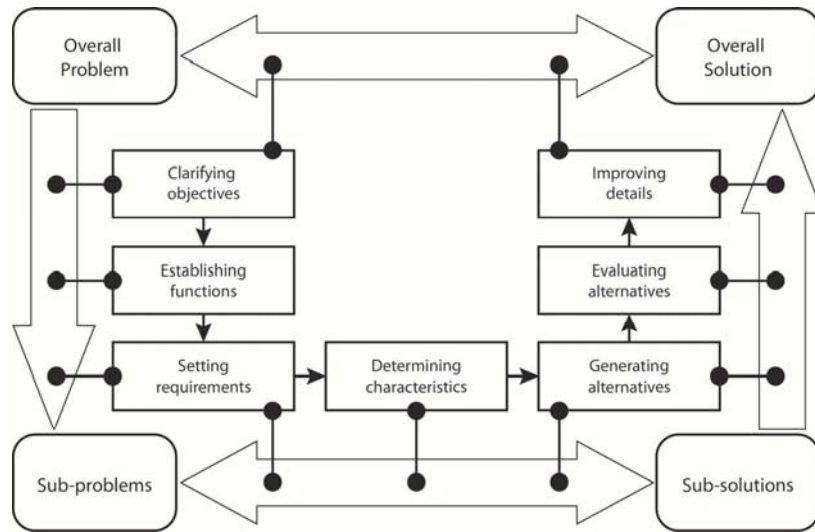 Overall
Problem
Overall
Solution
Clarifying
objectives
Improving
details
Establishing
functions
Evaluating
alternatives
Setting
requirements
Determining
characteristics
Generating
alternatives
Sub-problems
Sub-solutions